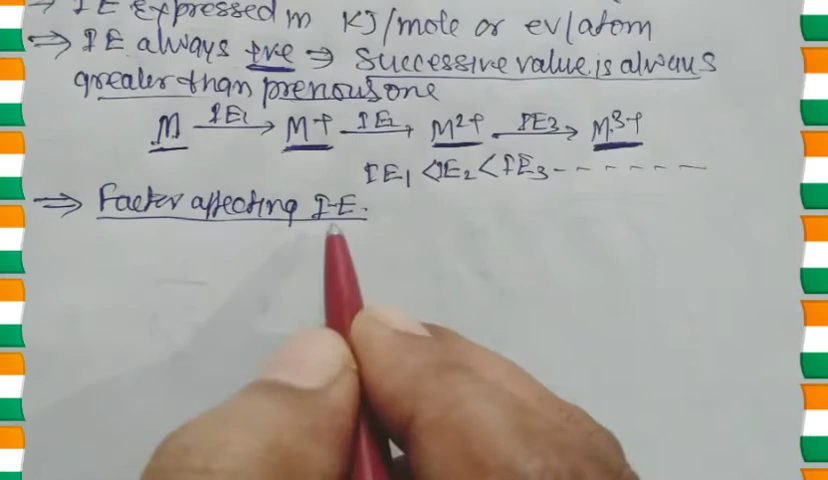 → IE Expressed in KJ/mole or ev/atom
⇒ IE always +ve ⇒ Successive value is always
greater than previous one
M —IE1→ M+ —IE2→ M2+ —IE3→ M3+
IE1 < IE2 < IE3 - - - - - -
⇒ Factor affecting I-E.